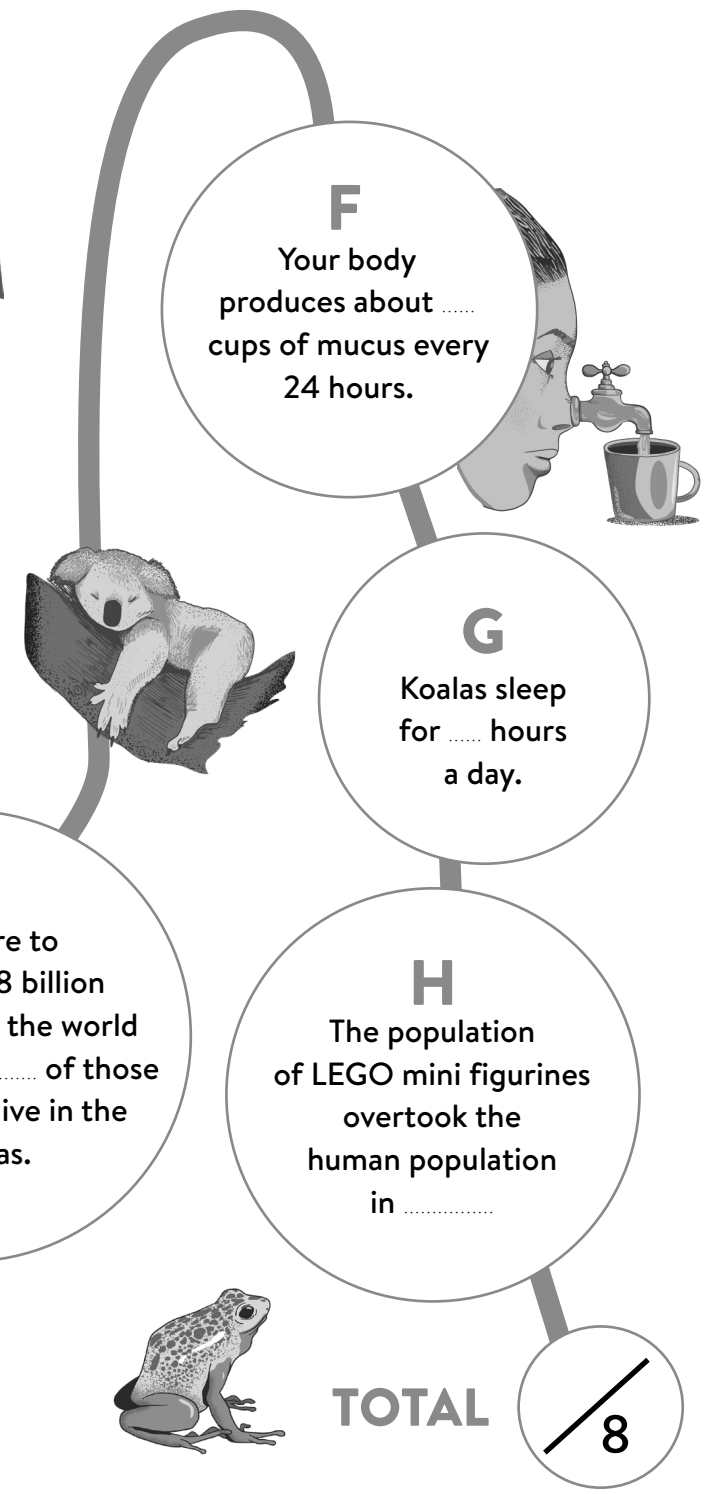 F
Your body
produces about ......
cups of mucus every
24 hours.
G
Koalas sleep
for ...... hours
a day.
re to
8 billion
the world
....... of those
ive in the
as.
H
The population
of LEGO mini figurines
overtook the
human population
in ................
TOTAL
8